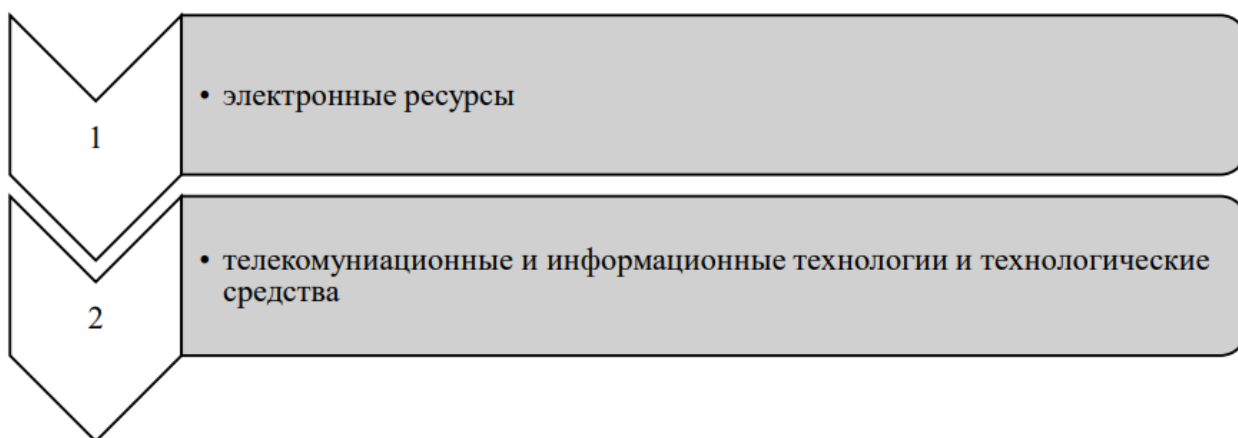 1
• электронные ресурсы
2
• телекомуниационные и информационные технологии и технологические
средства